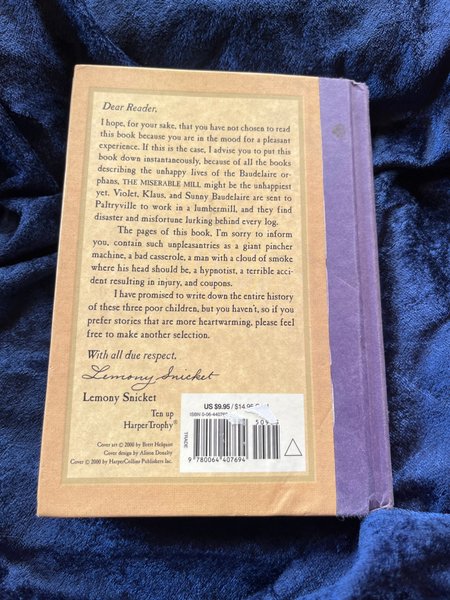 Dear Reader,
I hope, for your sake, that you have not chosen to read
this book because you are in the mood for a pleasant
experience. If this is the case, I advise you to put this
book down instantaneously, because of all the books
describing the unhappy lives of the Baudelaire or-
phans, THE MISERABLE MILL might be the unhappiest
yet. Violet, Klaus, and Sunny Baudelaire are sent to
Paltryville to work in a lumbermill, and they find
disaster and misfortune lurking behind every log.
The pages of this book, I'm sorry to inform
you, contain such unpleasantries as a giant pincher
machine, a bad casserole, a man with a cloud of smoke
where his head should be, a hypnotist, a terrible acci-
dent resulting in injury, and coupons.
I have promised to write down the entire history
of these three poor children, but you haven't, so if you
prefer stories that are more heartwarming, please feel
free to make another selection.
With all due respect,
Lemony Snicket
Lemony Snicket
Ten up
HarperTrophy®
Cover art © 2000 by Brett Helquist
Cover design by Alison Donalty
Cover © 2000 by HarperCollins Publishers Inc.
US $9.95 / $14.95
ISBN 0-06-44076
TRADE
9 780064 407694